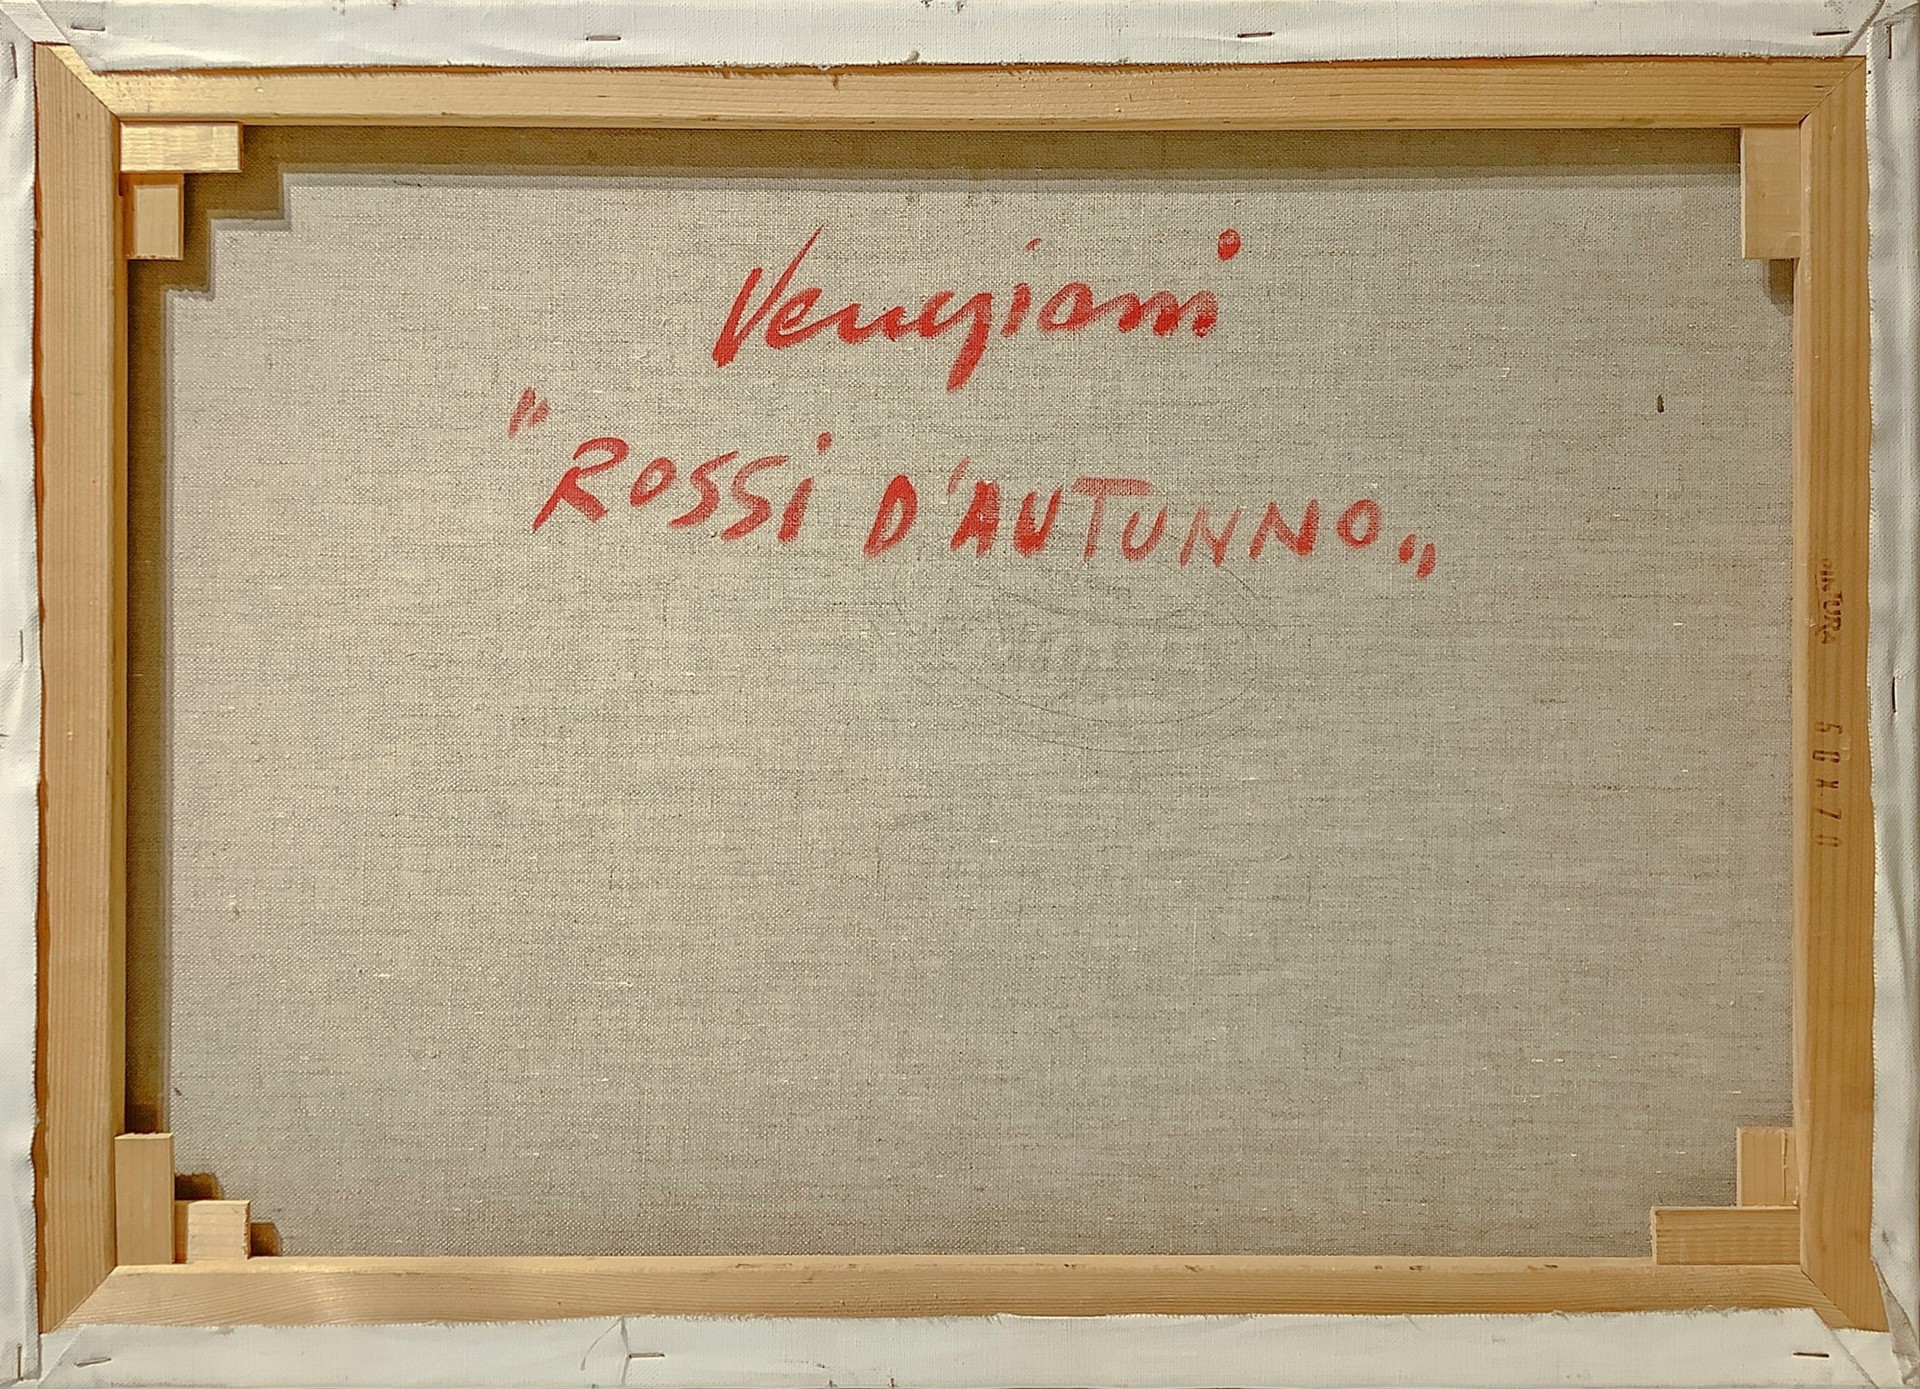 Vengiani
"ROSSI D'AUTUNNO„
50X70